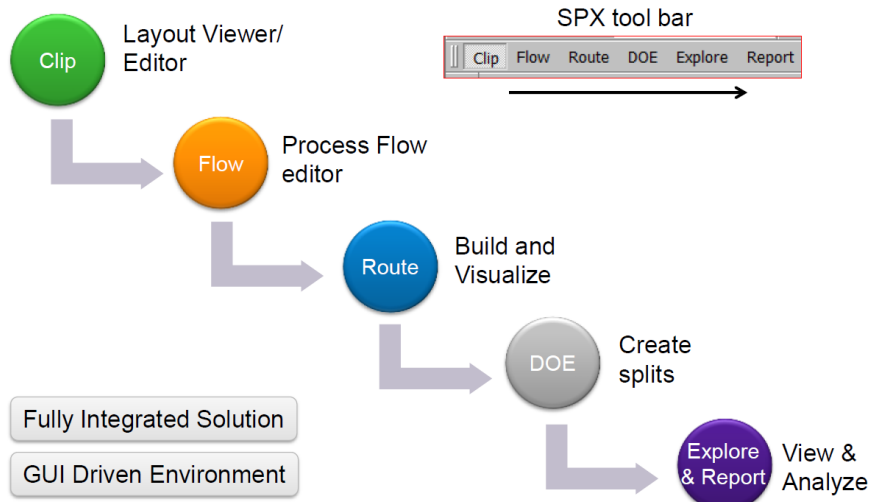 SPX tool bar
Clip Flow Route DOE Explore Report
Clip
Layout Viewer/
Editor
Flow
Process Flow
editor
Route
Build and
Visualize
DOE
Create
splits
Explore
& Report
View &
Analyze
Fully Integrated Solution
GUI Driven Environment